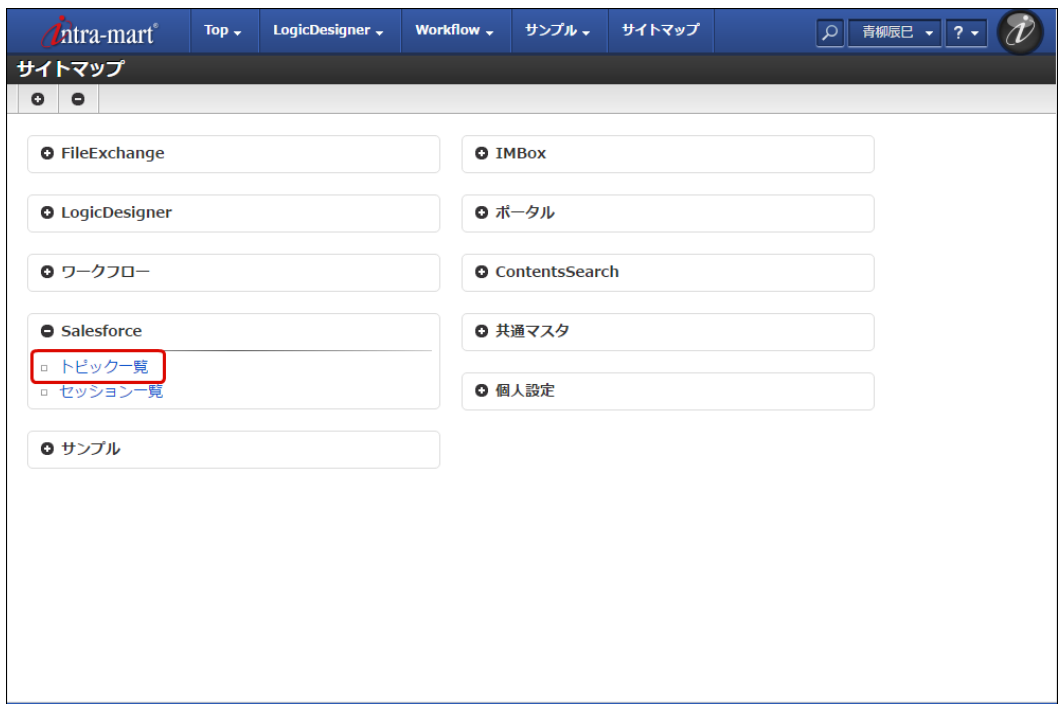 intra-mart® Top LogicDesigner Workflow サンプル サイトマップ 青柳辰巳 ?
サイトマップ
FileExchange
IMBox
LogicDesigner
ポータル
ワークフロー
ContentsSearch
Salesforce
トピック一覧
セッション一覧
共通マスタ
個人設定
サンプル